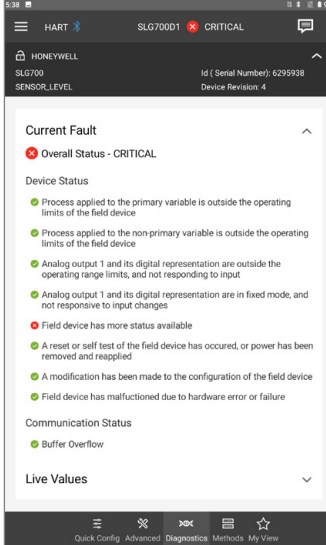 5:38
HART SLG700D1 CRITICAL
HONEYWELL
SLG700 Id ( Serial Number): 6295938
SENSOR_LEVEL Device Revision: 4
Current Fault
Overall Status - CRITICAL
Device Status
Process applied to the primary variable is outside the operating
limits of the field device
Process applied to the non-primary variable is outside the operating
limits of the field device
Analog output 1 and its digital representation are outside the
operating range limits, and not responding to input
Analog output 1 and its digital representation are in fixed mode, and
not responsive to input changes
Field device has more status available
A reset or self test of the field device has occured, or power has been
removed and reapplied
A modification has been made to the configuration of the field device
Field device has malfuctioned due to hardware error or failure
Communication Status
Buffer Overflow
Live Values
Quick Config Advanced Diagnostics Methods My View